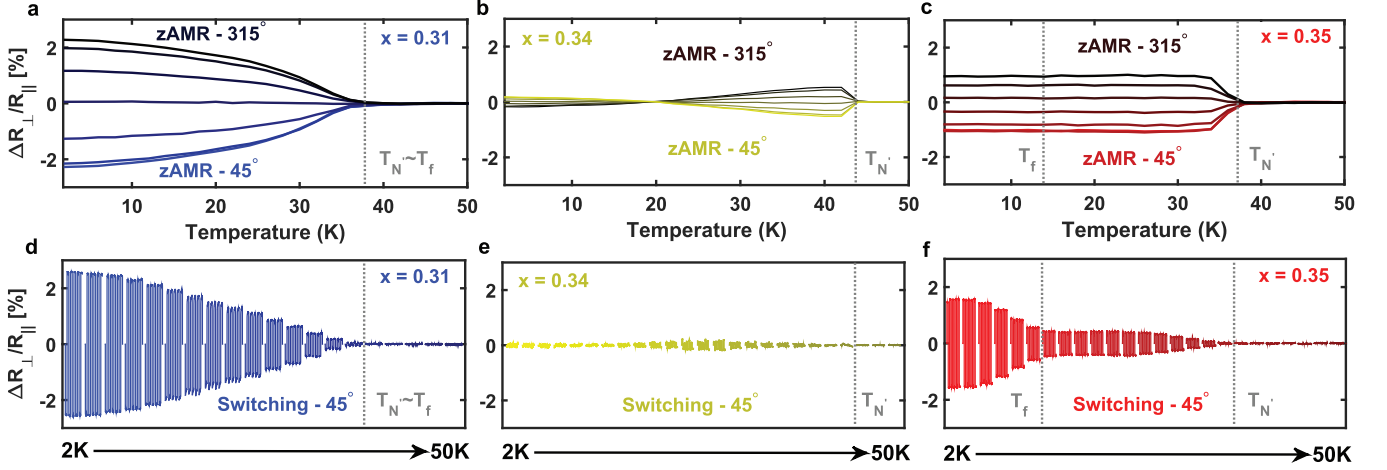 a
ΔR⊥/R∥ [%]
2
0
-2
zAMR - 315°
x = 0.31
zAMR - 45°
TN'~Tf
10 20 30 40 50
Temperature (K)
b
2
0
-2
x = 0.34
zAMR - 315°
zAMR - 45°
TN'
10 20 30 40 50
Temperature (K)
c
2
0
-2
zAMR - 315°
x = 0.35
Tf
zAMR - 45°
TN'
10 20 30 40 50
Temperature (K)
d
ΔR⊥/R∥ [%]
2
0
-2
x = 0.31
Switching - 45°
TN'~Tf
2K 50K
e
2
0
-2
x = 0.34
Switching - 45°
TN'
2K 50K
f
2
0
-2
x = 0.35
Tf
Switching - 45°
TN'
2K 50K